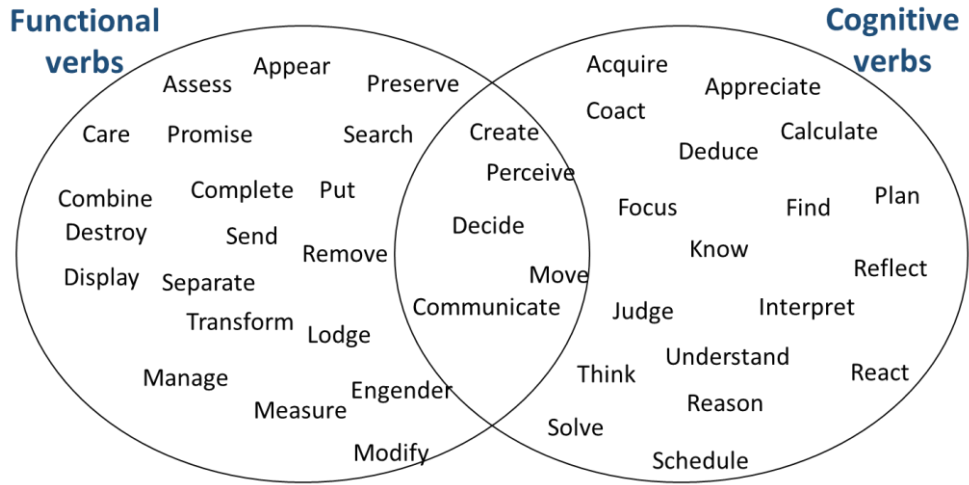 Functional
verbs
Cognitive
verbs
Assess
Appear
Preserve
Care
Promise
Search
Combine
Complete
Put
Destroy
Send
Remove
Display
Separate
Transform
Lodge
Manage
Engender
Measure
Modify
Create
Perceive
Decide
Move
Communicate
Acquire
Appreciate
Coact
Calculate
Deduce
Focus
Find
Plan
Know
Reflect
Judge
Interpret
Think
Understand
React
Reason
Solve
Schedule